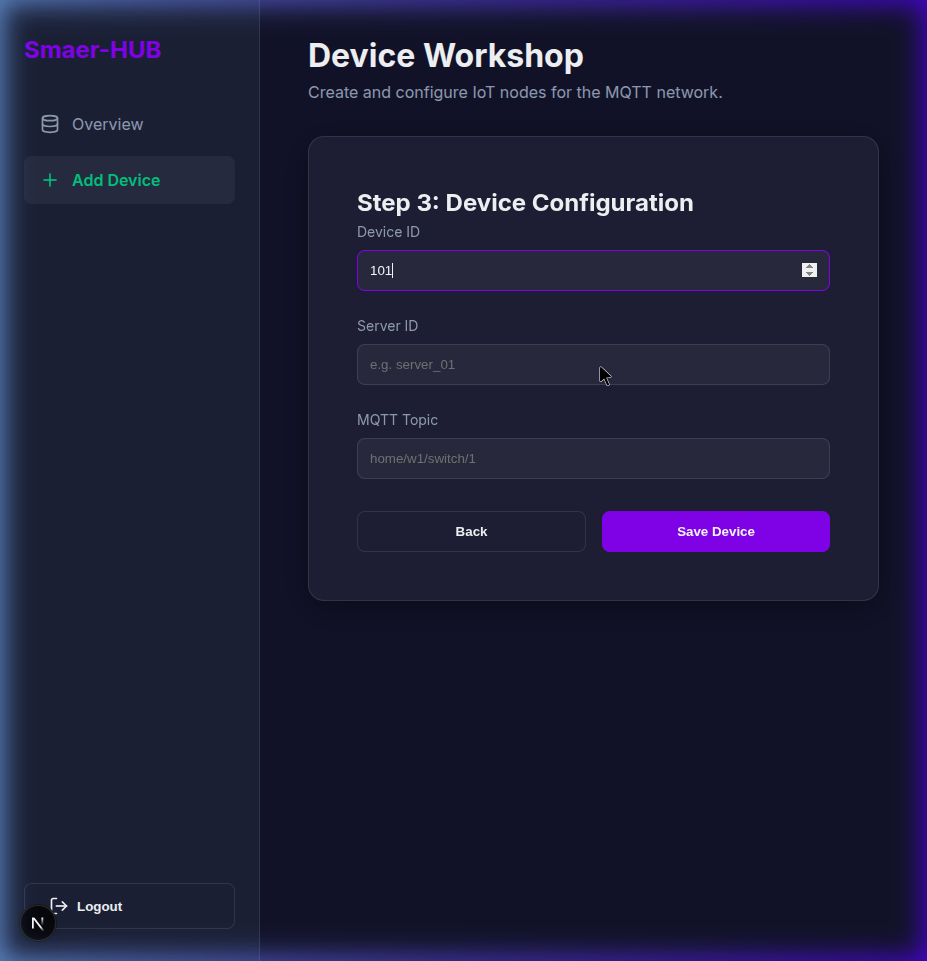 Smaer-HUB
Overview
Add Device
Logout
N
Device Workshop
Create and configure IoT nodes for the MQTT network.
Step 3: Device Configuration
Device ID
101
Server ID
e.g. server_01
MQTT Topic
home/w1/switch/1
Back
Save Device